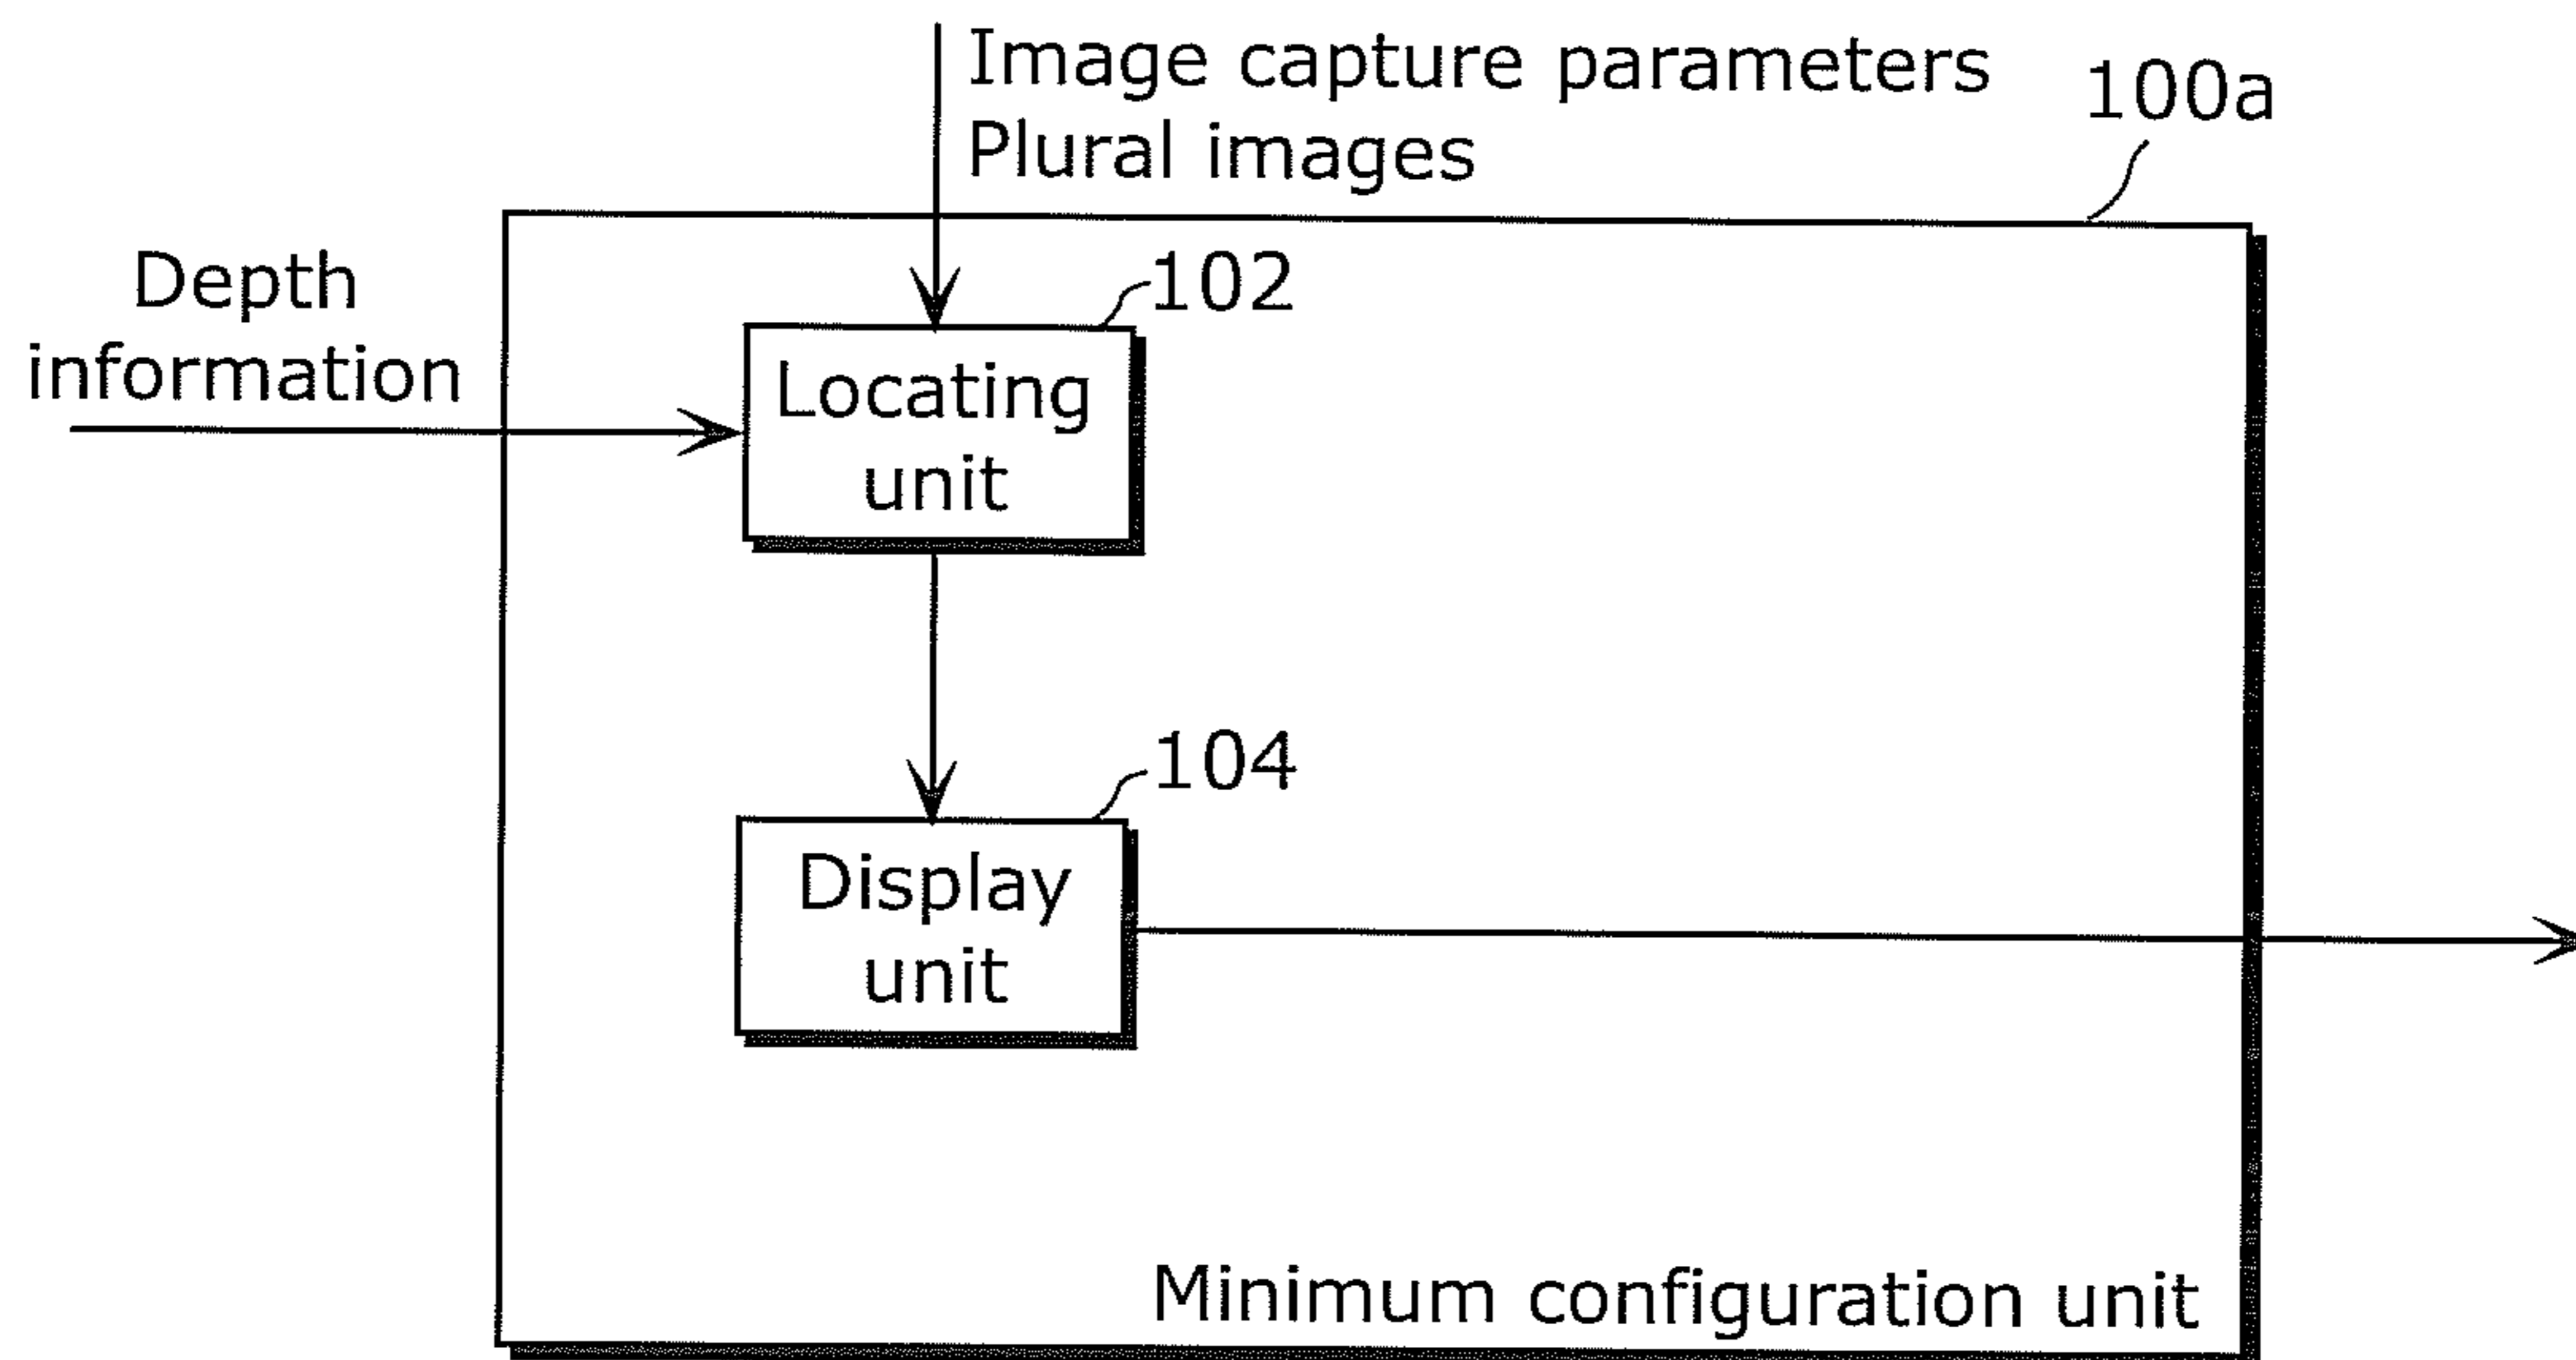 Image capture parameters
Plural images
100a
Depth
information
102
Locating
unit
104
Display
unit
Minimum configuration unit